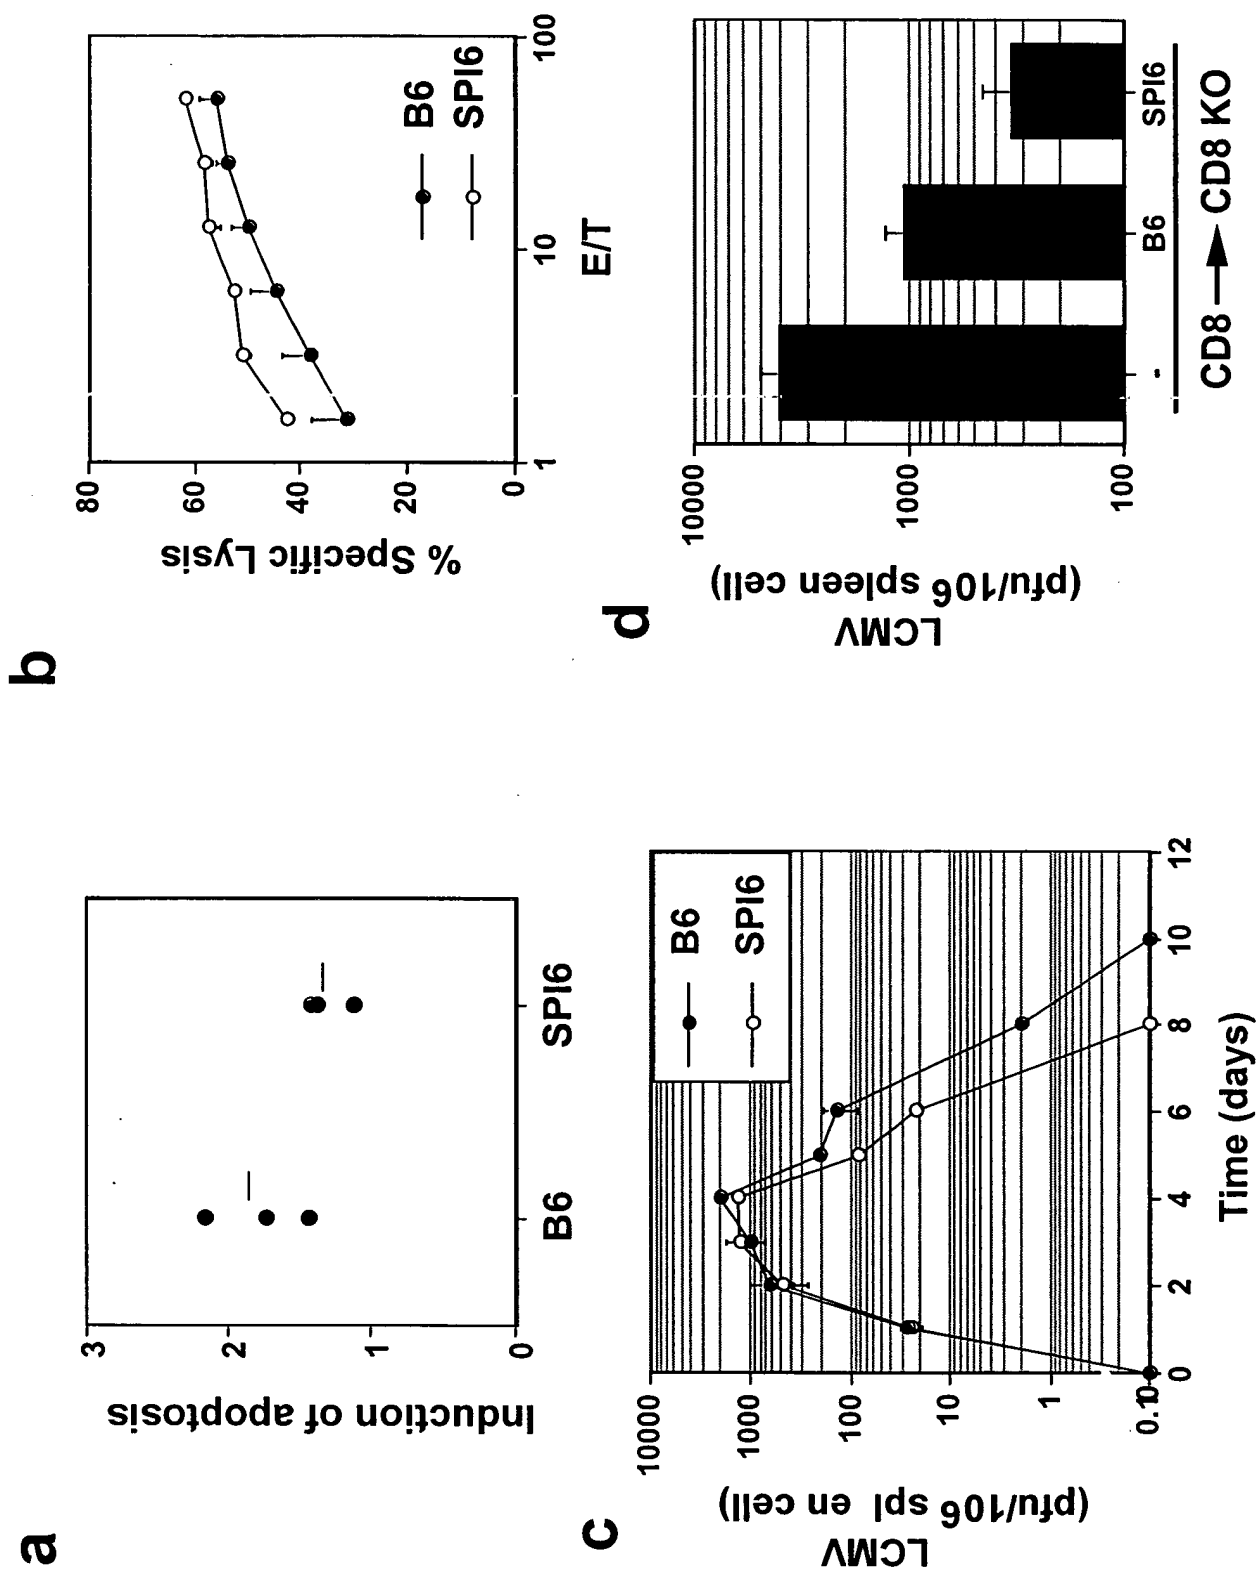 a
Induction of apoptosis
3
2
1
0
B6
SPI6
b
% Specific Lysis
80
60
40
20
0
1
10
100
E/T
B6
SPI6
c
LCMV
(pfu/10⁶ spl en cell)
10000
1000
100
10
1
0.10
0
2
4
6
8
10
12
Time (days)
B6
SPI6
d
LCMV
(pfu/10⁶ spleen cell)
10000
1000
100
-
B6
SPI6
CD8 → CD8 KO